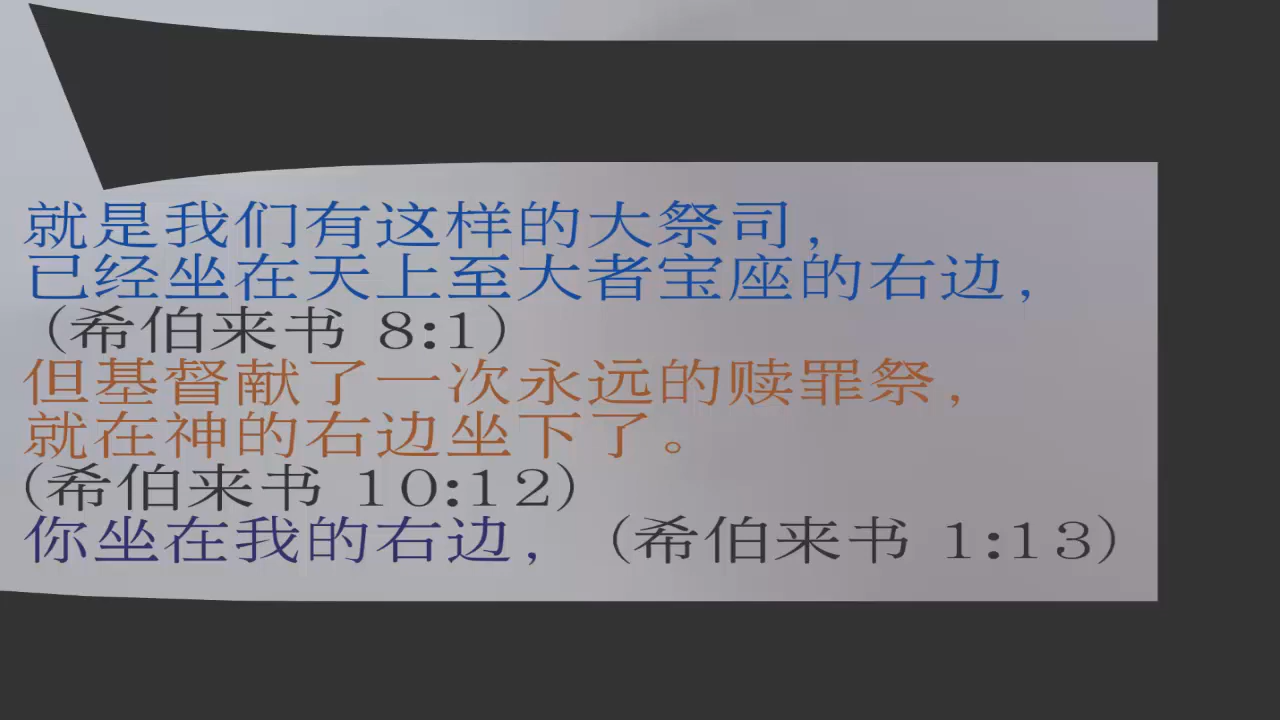 就是我们有这样的大祭司，
已经坐在天上至大者宝座的右边，
(希伯来书 8:1)
但基督献了一次永远的赎罪祭，
就在神的右边坐下了。
(希伯来书 10:12)
你坐在我的右边，(希伯来书 1:13)